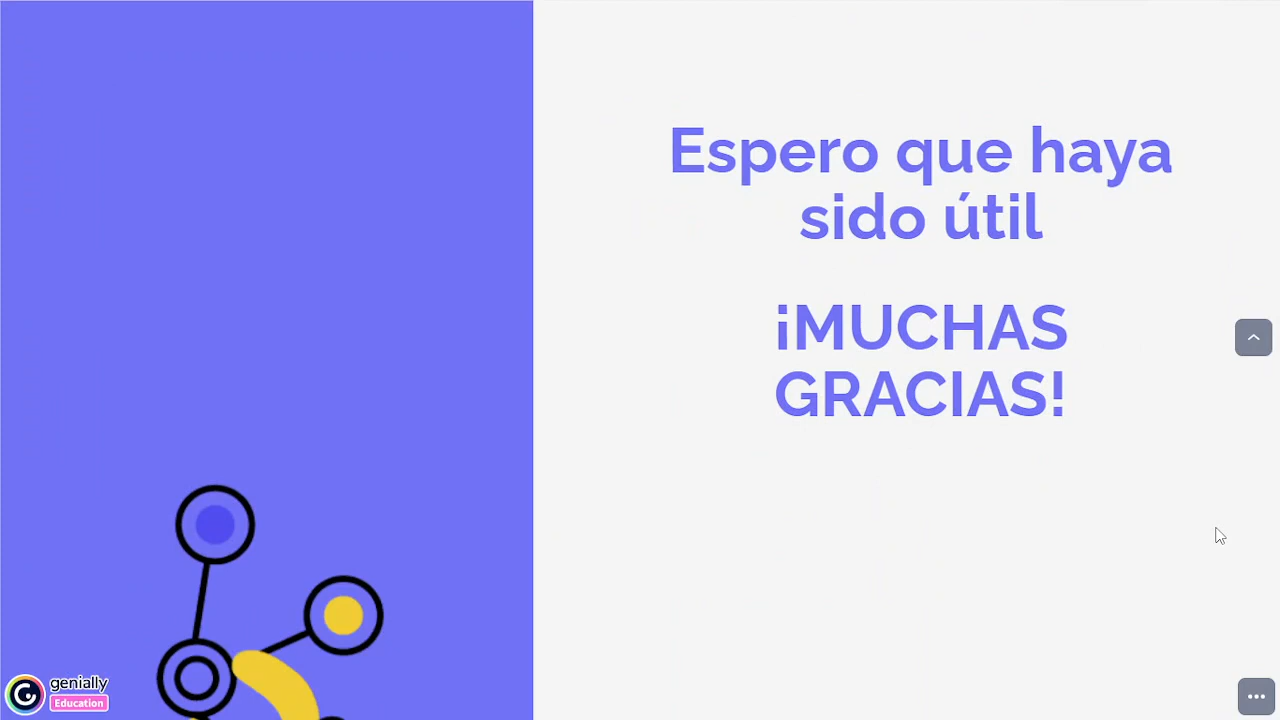 Espero que haya
sido útil
¡MUCHAS
GRACIAS!
genially
Education